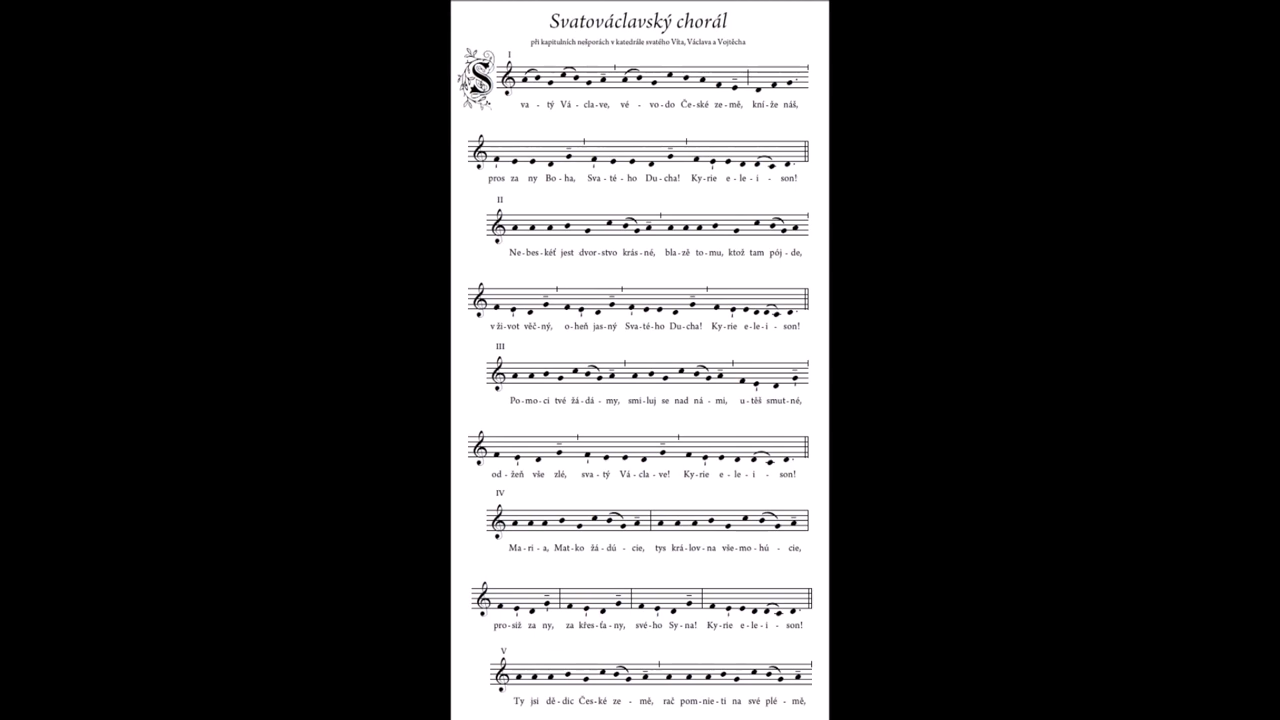 Svatováclavský chorál
při kapitulních nešporách v katedrále svatého Víta, Václava a Vojtěcha
I
Sva - tý Vá - cla - ve, vé - vo - do Če - ské ze - mě, kní - že náš,
pros za ny Bo - ha, Sva - té - ho Du - cha! Ky - rie e - le - i - son!
II
Ne - bes - kéť jest dvor - stvo krás - né, bla - zě to - mu, ktož tam pój - de,
v ži - vot věč - ný, o - heň jas - ný Sva - té - ho Du - cha! Ky - rie e - le - i - son!
III
Po - mo - ci tvé žá - dá - my, smi - luj se nad ná - mi, u - těš smut - né,
od - žeň vše zlé, sva - tý Vá - cla - ve! Ky - rie e - le - i - son!
IV
Ma - ri - a, Mat - ko žá - dú - cie, tys krá - lov - na vše - mo - hú - cie,
pro - siž za ny, za křes - ťa - ny, své - ho Sy - na! Ky - rie e - le - i - son!
V
Ty jsi dě - dic Čes - ké ze - mě, rač pom - nie - ti na své plé - mě,